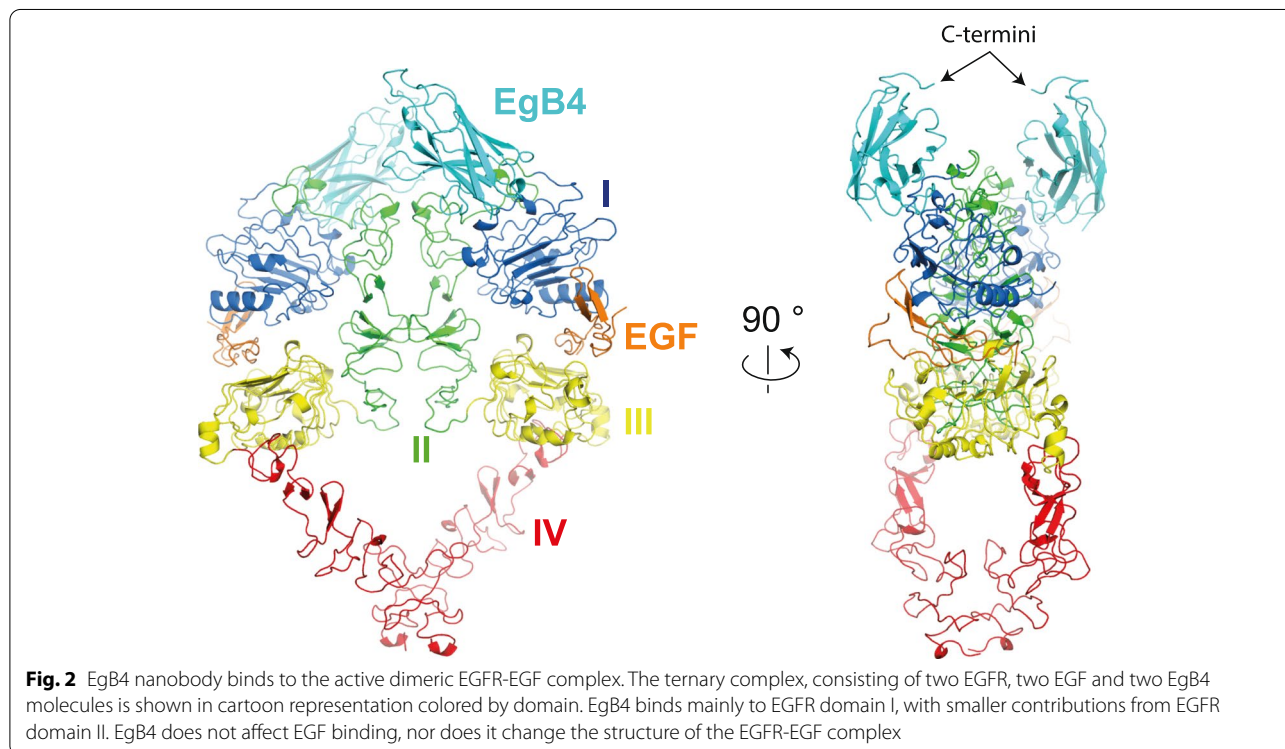 C-termini
EgB4
I
EGF
90 °
III
II
IV
Fig. 2 EgB4 nanobody binds to the active dimeric EGFR-EGF complex. The ternary complex, consisting of two EGFR, two EGF and two EgB4
molecules is shown in cartoon representation colored by domain. EgB4 binds mainly to EGFR domain I, with smaller contributions from EGFR
domain II. EgB4 does not affect EGF binding, nor does it change the structure of the EGFR-EGF complex